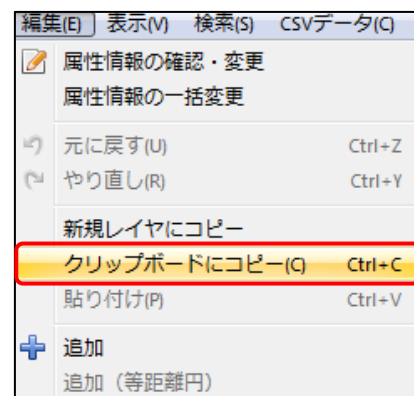 編集(E) 表示(V) 検索(S) CSVデータ(C)
属性情報の確認・変更
属性情報の一括変更
元に戻す(U) Ctrl+Z
やり直し(R) Ctrl+Y
新規レイヤにコピー
クリップボードにコピー(C) Ctrl+C
貼り付け(P) Ctrl+V
追加
追加（等距離円）